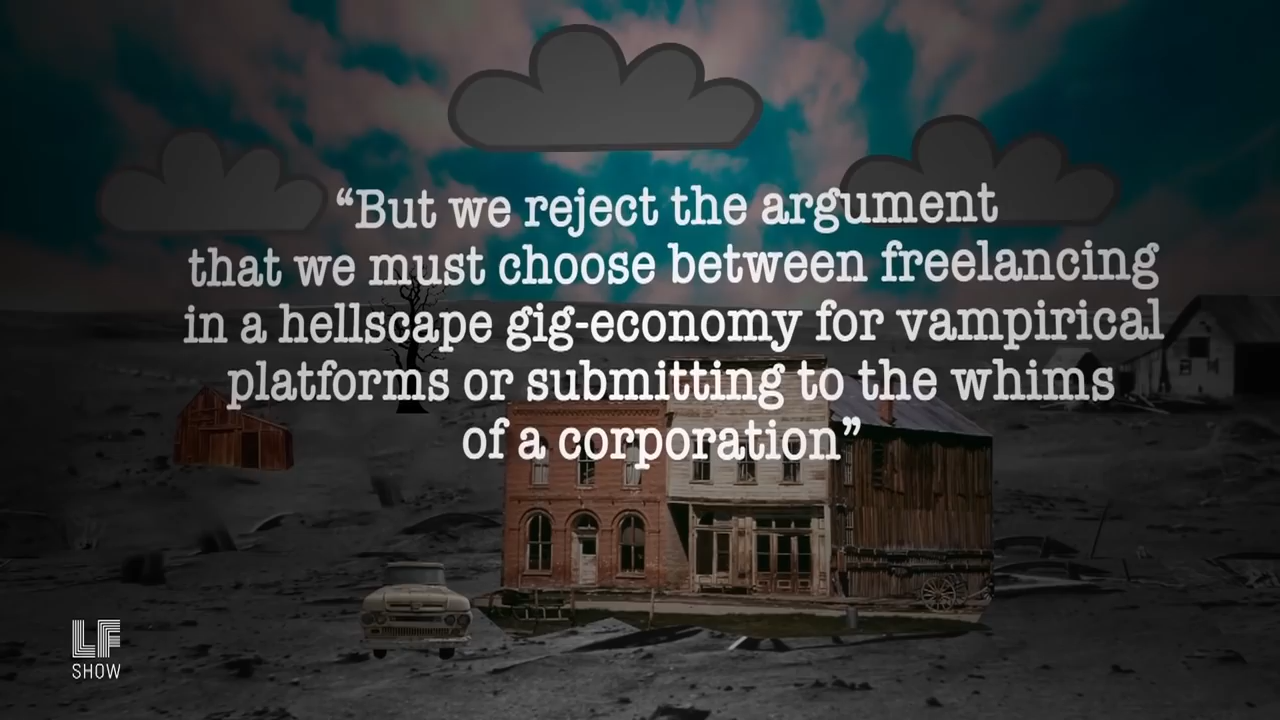 “But we reject the argument
that we must choose between freelancing
in a hellscape gig-economy for vampirical
platforms or submitting to the whims
of a corporation”
LF
SHOW